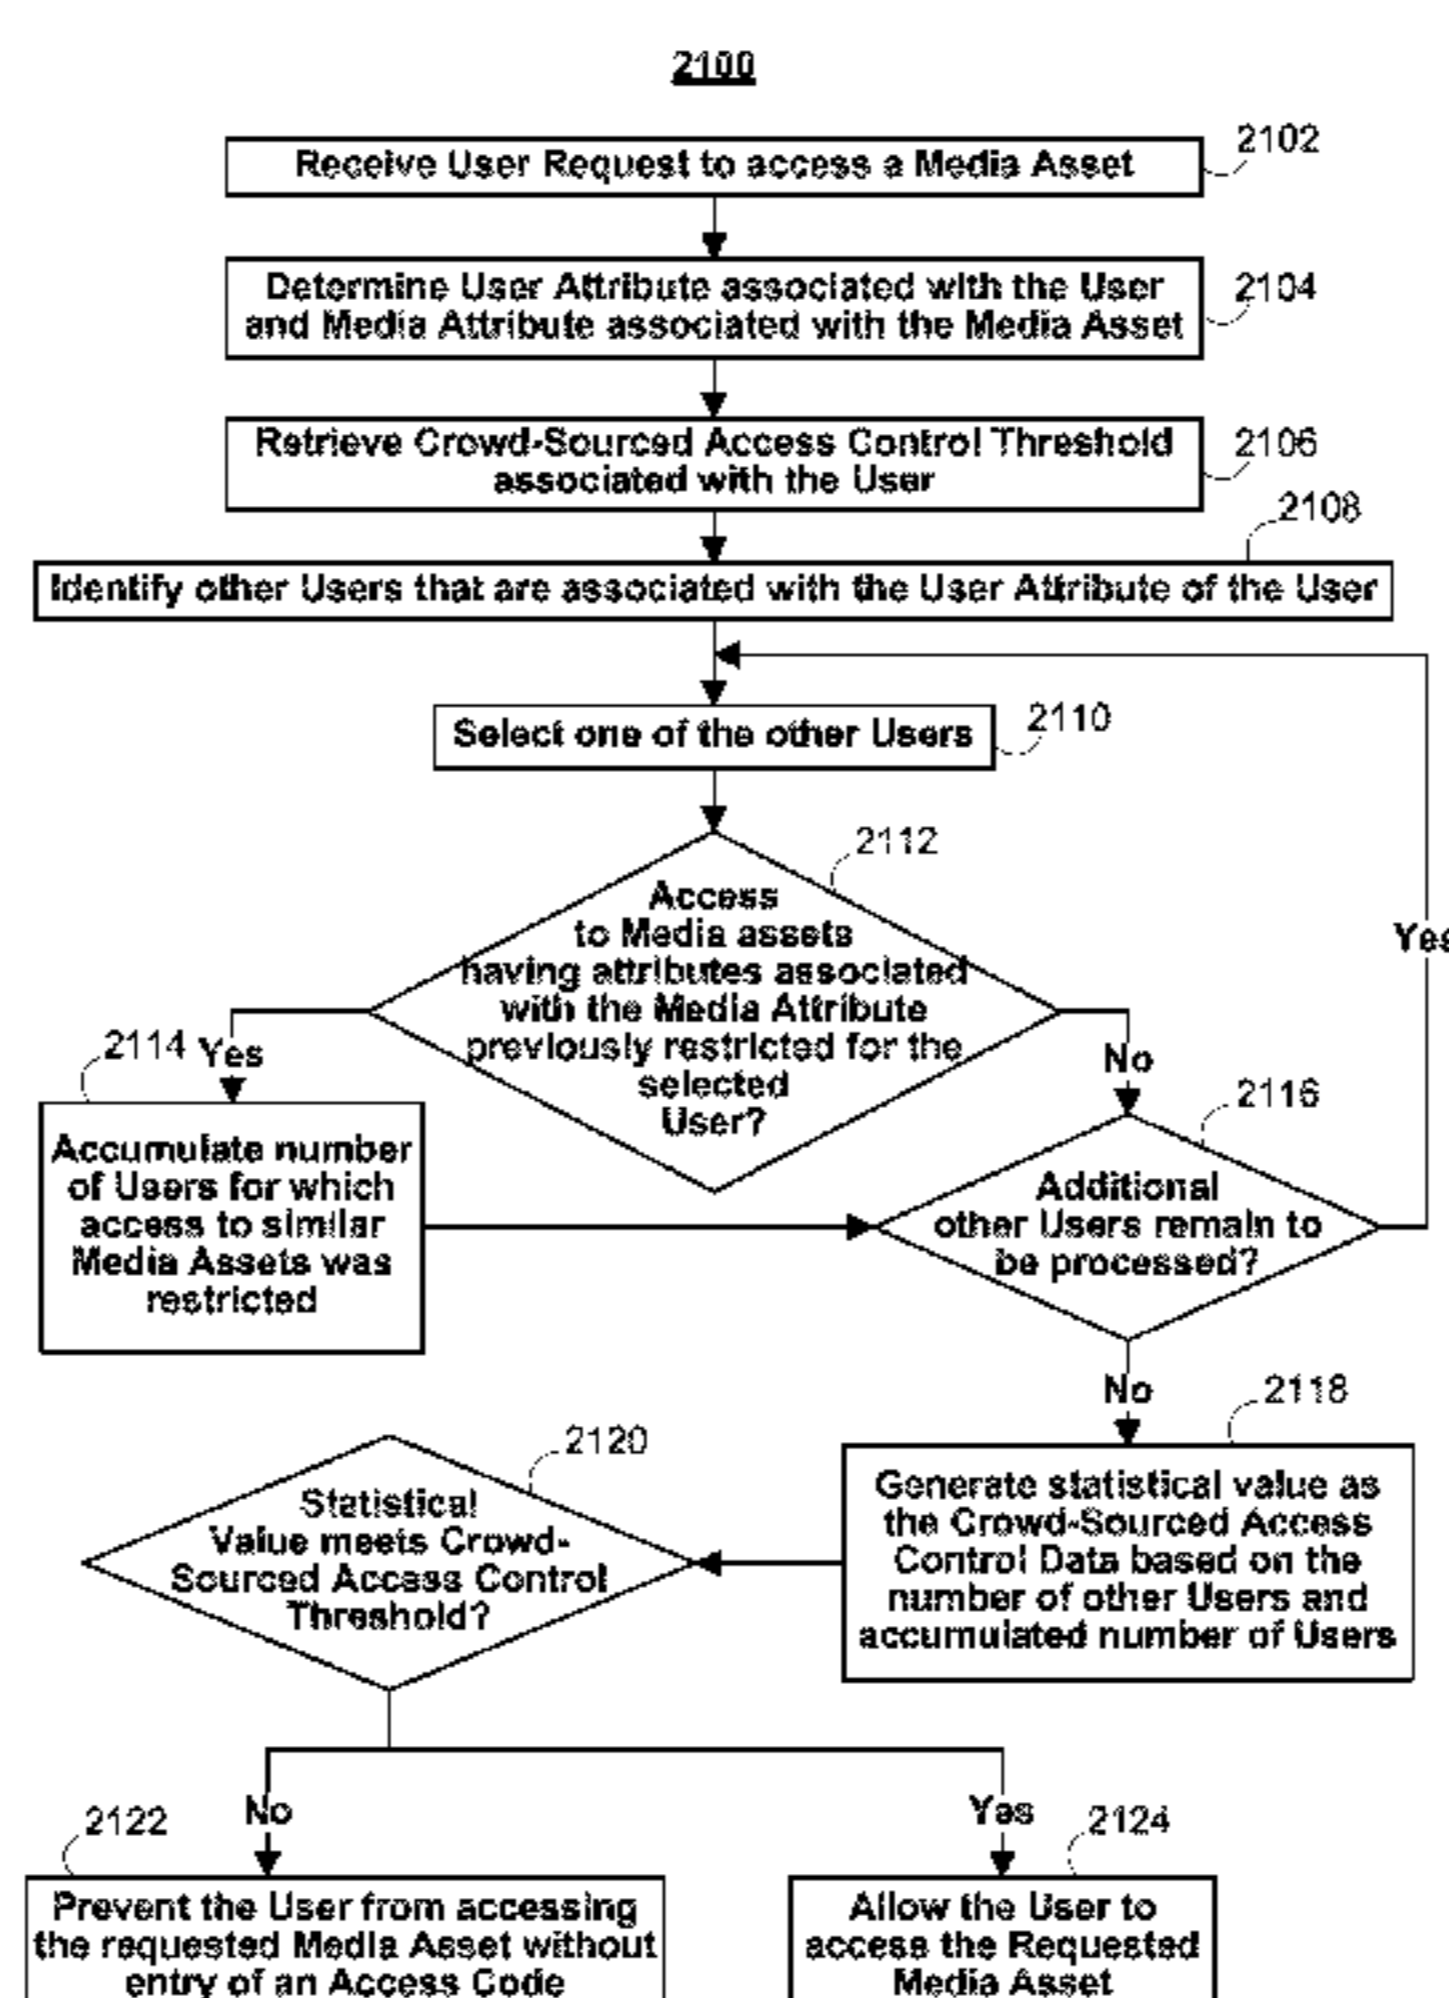 2100
Receive User Request to access a Media Asset
2102
Determine User Attribute associated with the User
and Media Attribute associated with the Media Asset
2104
Retrieve Crowd-Sourced Access Control Threshold
associated with the User
2106
2108
Identify other Users that are associated with the User Attribute of the User
Select one of the other Users
2110
2112
Access
to Media assets
having attributes associated
with the Media Attribute
previously restricted for the
selected
User?
Yes
2114
Yes
No
2116
Accumulate number
of Users for which
access to similar
Media Assets was
restricted
Additional
other Users remain to
be processed?
No
2118
2120
Statistical
Value meets Crowd-
Sourced Access Control
Threshold?
Generate statistical value as
the Crowd-Sourced Access
Control Data based on the
number of other Users and
accumulated number of Users
2122
No
Yes
2124
Prevent the User from accessing
the requested Media Asset without
entry of an Access Code
Allow the User to
access the Requested
Media Asset